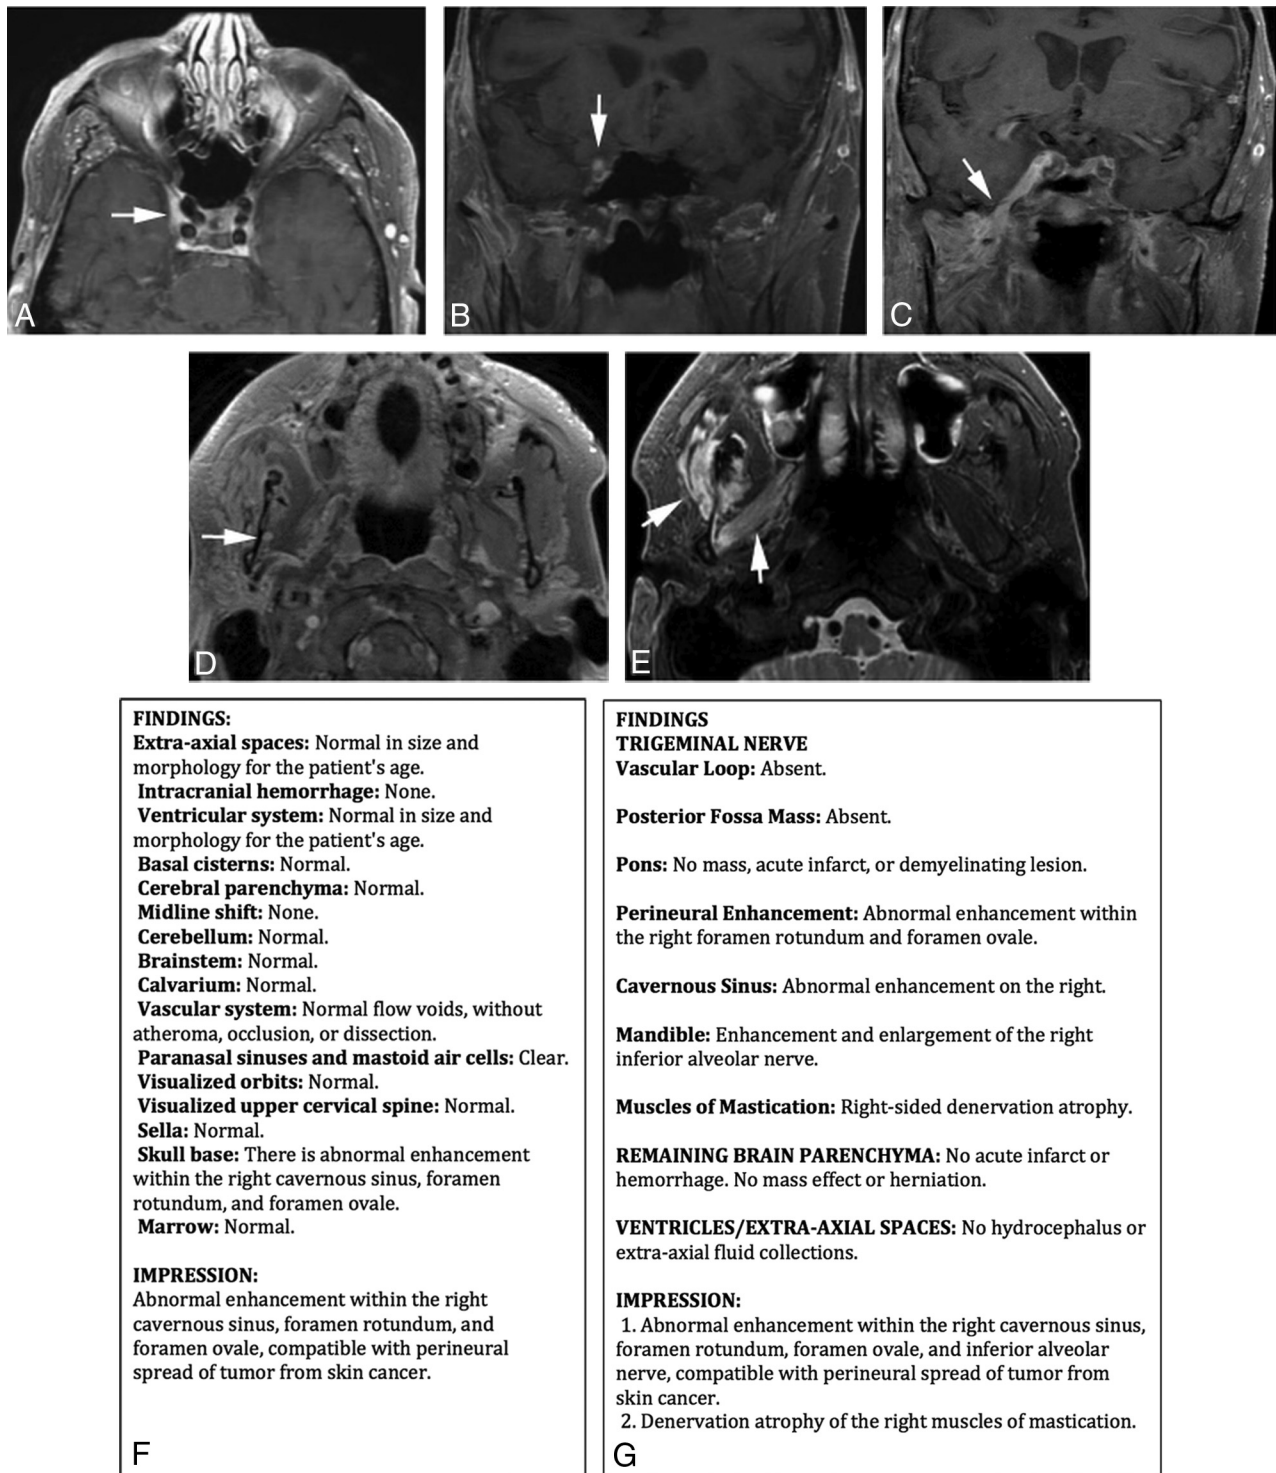 A
B
C
D
E
FINDINGS:
Extra-axial spaces: Normal in size and
morphology for the patient's age.
Intracranial hemorrhage: None.
Ventricular system: Normal in size and
morphology for the patient's age.
Basal cisterns: Normal.
Cerebral parenchyma: Normal.
Midline shift: None.
Cerebellum: Normal.
Brainstem: Normal.
Calvarium: Normal.
Vascular system: Normal flow voids, without
atheroma, occlusion, or dissection.
Paranasal sinuses and mastoid air cells: Clear.
Visualized orbits: Normal.
Visualized upper cervical spine: Normal.
Sella: Normal.
Skull base: There is abnormal enhancement
within the right cavernous sinus, foramen
rotundum, and foramen ovale.
Marrow: Normal.
IMPRESSION:
Abnormal enhancement within the right
cavernous sinus, foramen rotundum, and
foramen ovale, compatible with perineural
spread of tumor from skin cancer.
F
FINDINGS
TRIGEMINAL NERVE
Vascular Loop: Absent.
Posterior Fossa Mass: Absent.
Pons: No mass, acute infarct, or demyelinating lesion.
Perineural Enhancement: Abnormal enhancement within
the right foramen rotundum and foramen ovale.
Cavernous Sinus: Abnormal enhancement on the right.
Mandible: Enhancement and enlargement of the right
inferior alveolar nerve.
Muscles of Mastication: Right-sided denervation atrophy.
REMAINING BRAIN PARENCHYMA: No acute infarct or
hemorrhage. No mass effect or herniation.
VENTRICLES/EXTRA-AXIAL SPACES: No hydrocephalus or
extra-axial fluid collections.
IMPRESSION:
1. Abnormal enhancement within the right cavernous sinus,
foramen rotundum, foramen ovale, and inferior alveolar
nerve, compatible with perineural spread of tumor from
skin cancer.
2. Denervation atrophy of the right muscles of mastication.
G